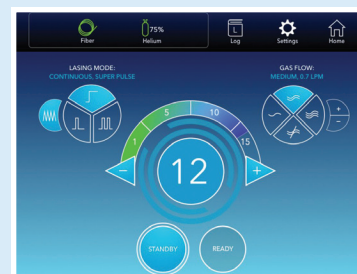 75%
Fiber
Helium
L
Log
Settings
Home
LASING MODE:
CONTINUOUS, SUPER PULSE
GAS FLOW:
MEDIUM, 0.7 LPM
1
5
10
15
−
12
+
+
−
STANDBY
READY